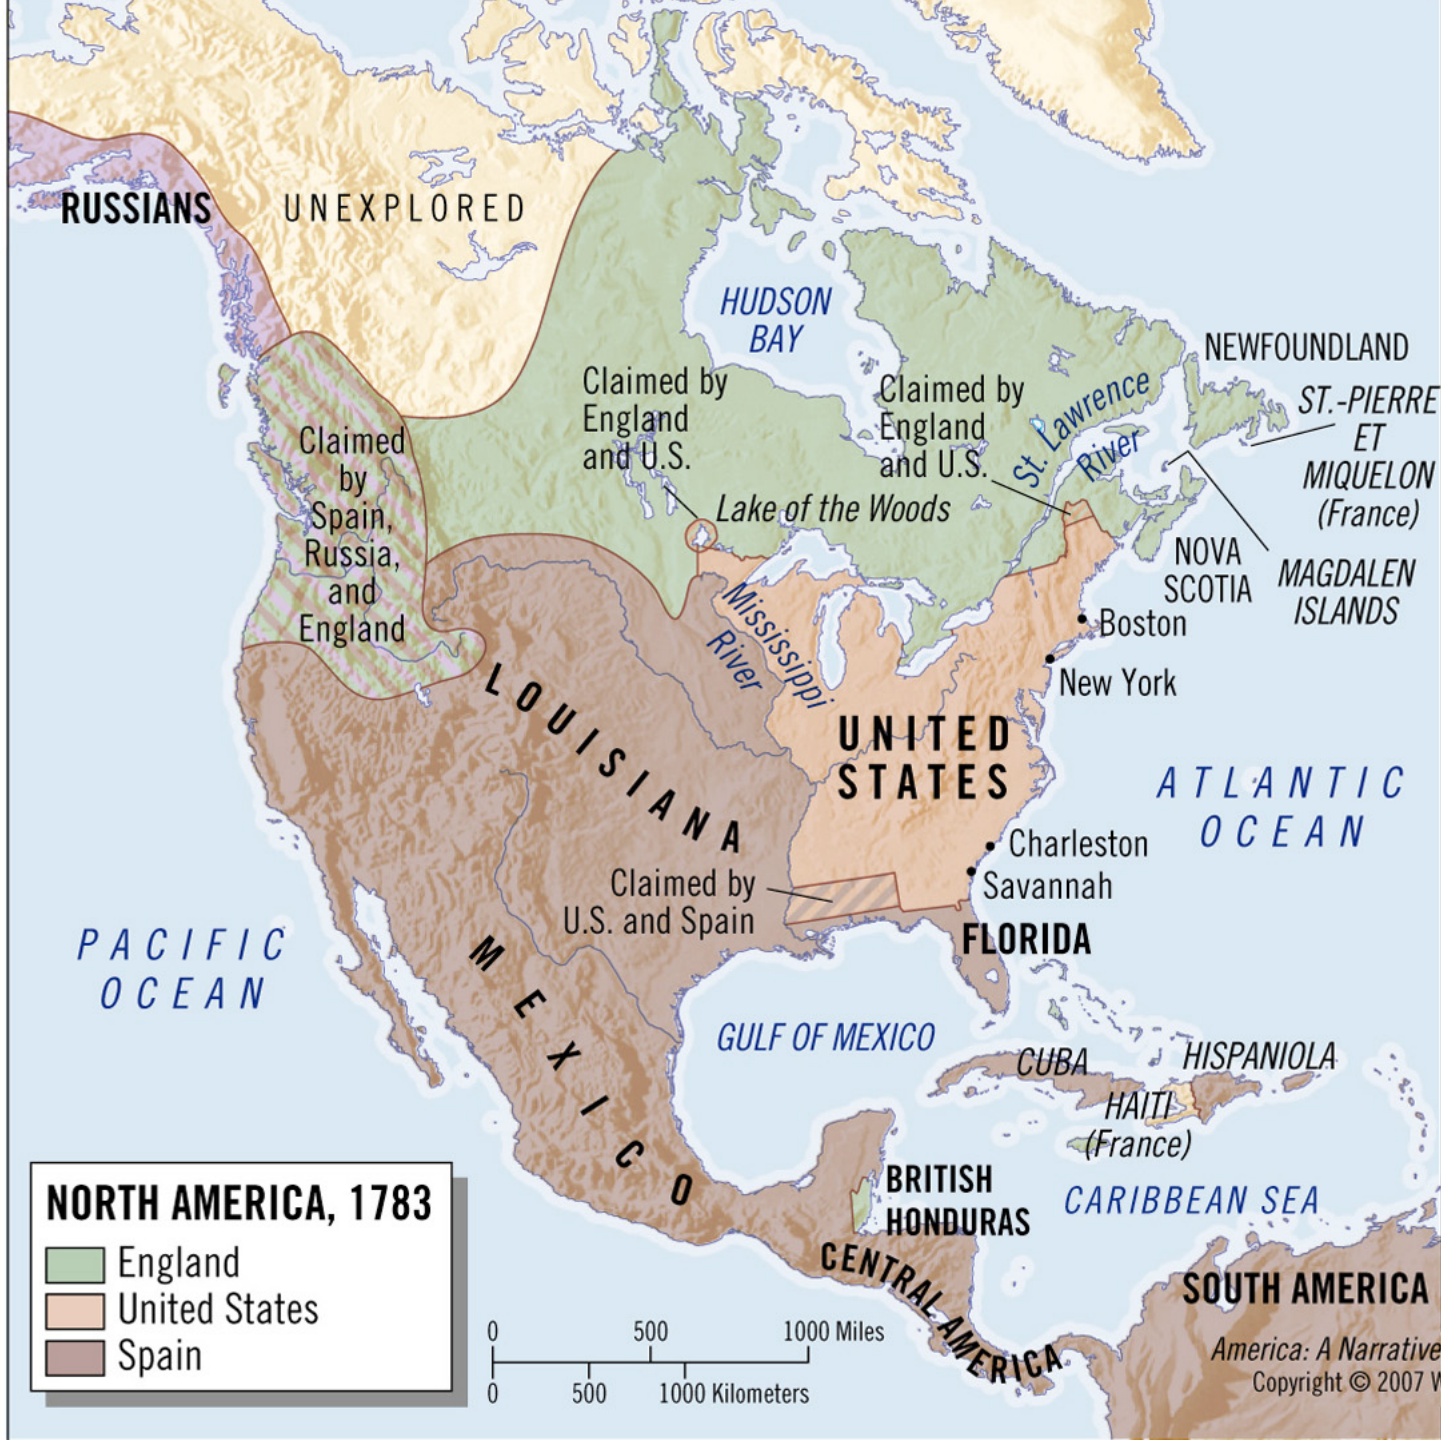 RUSSIANS
UNEXPLORED
HUDSON
BAY
NEWFOUNDLAND
Claimed by
England
and U.S.
Claimed by
England
and U.S.
St. Lawrence
River
ST.-PIERRE
ET
MIQUELON
(France)
Claimed
by
Spain,
Russia,
and
England
Lake of the Woods
NOVA
SCOTIA
MAGDALEN
ISLANDS
Mississippi
River
Boston
New York
LOUISIANA
UNITED
STATES
ATLANTIC
OCEAN
Charleston
Savannah
Claimed by
U.S. and Spain
FLORIDA
PACIFIC
OCEAN
MEXICO
GULF OF MEXICO
CUBA
HISPANIOLA
HAITI
(France)
BRITISH
HONDURAS
CARIBBEAN SEA
CENTRAL AMERICA
SOUTH AMERICA
NORTH AMERICA, 1783
England
United States
Spain
0 500 1000 Miles
0 500 1000 Kilometers
America: A Narrative
Copyright © 2007 W